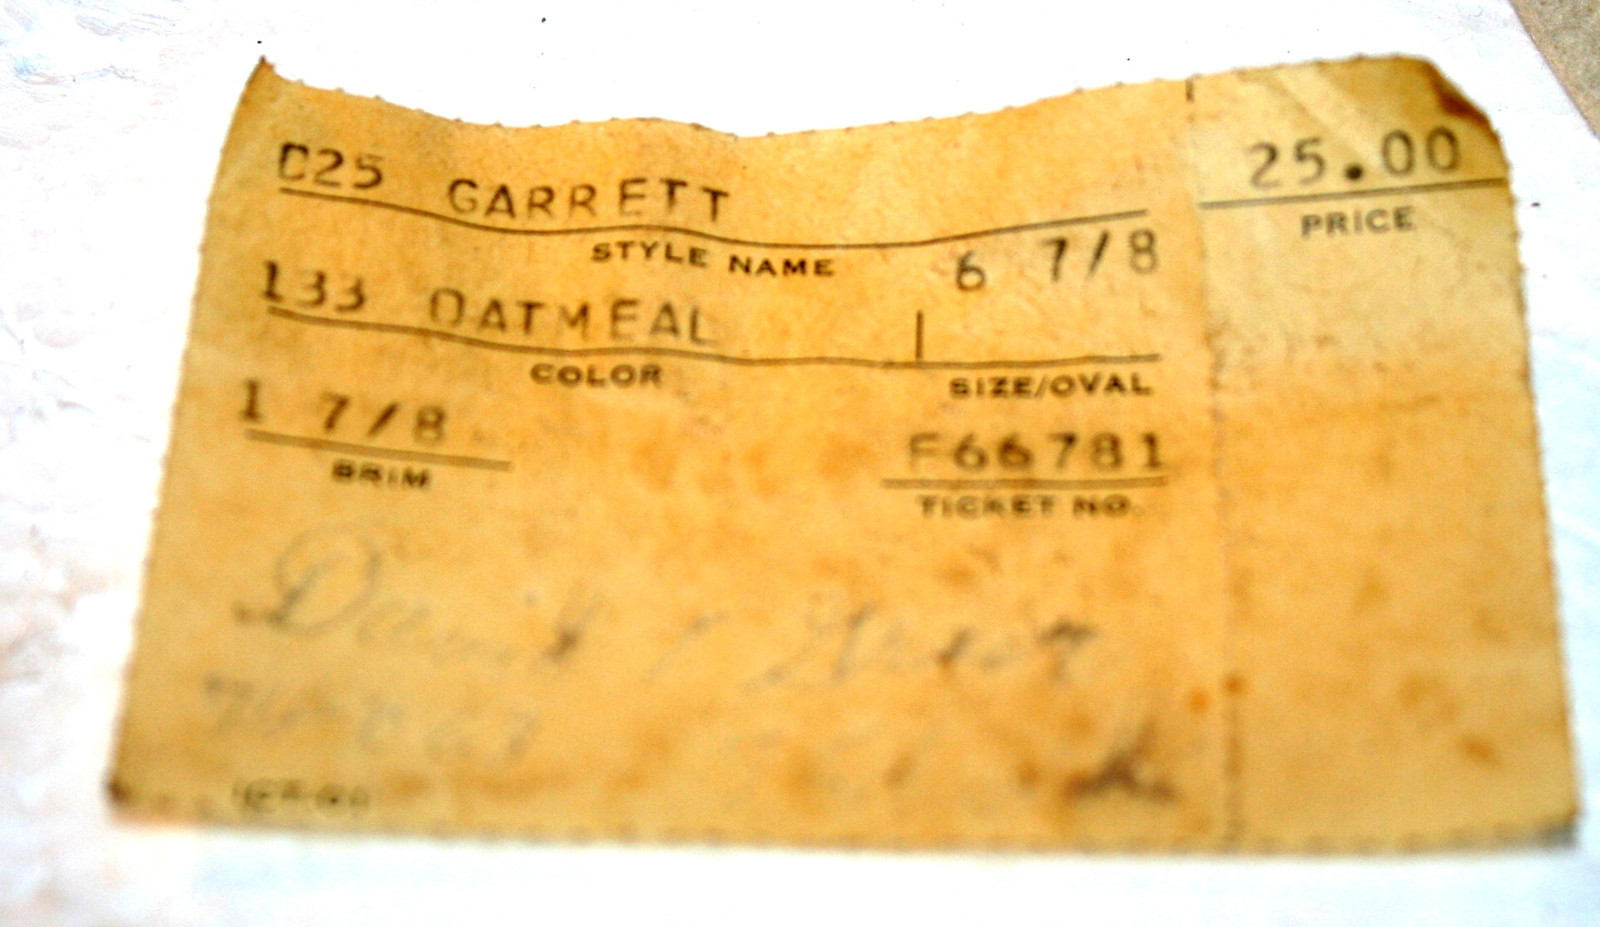 C25 GARRETT 25.00
STYLE NAME PRICE
133 OATMEAL 6 7/8
COLOR SIZE/OVAL
1 7/8 F66781
BRIM TICKET NO.